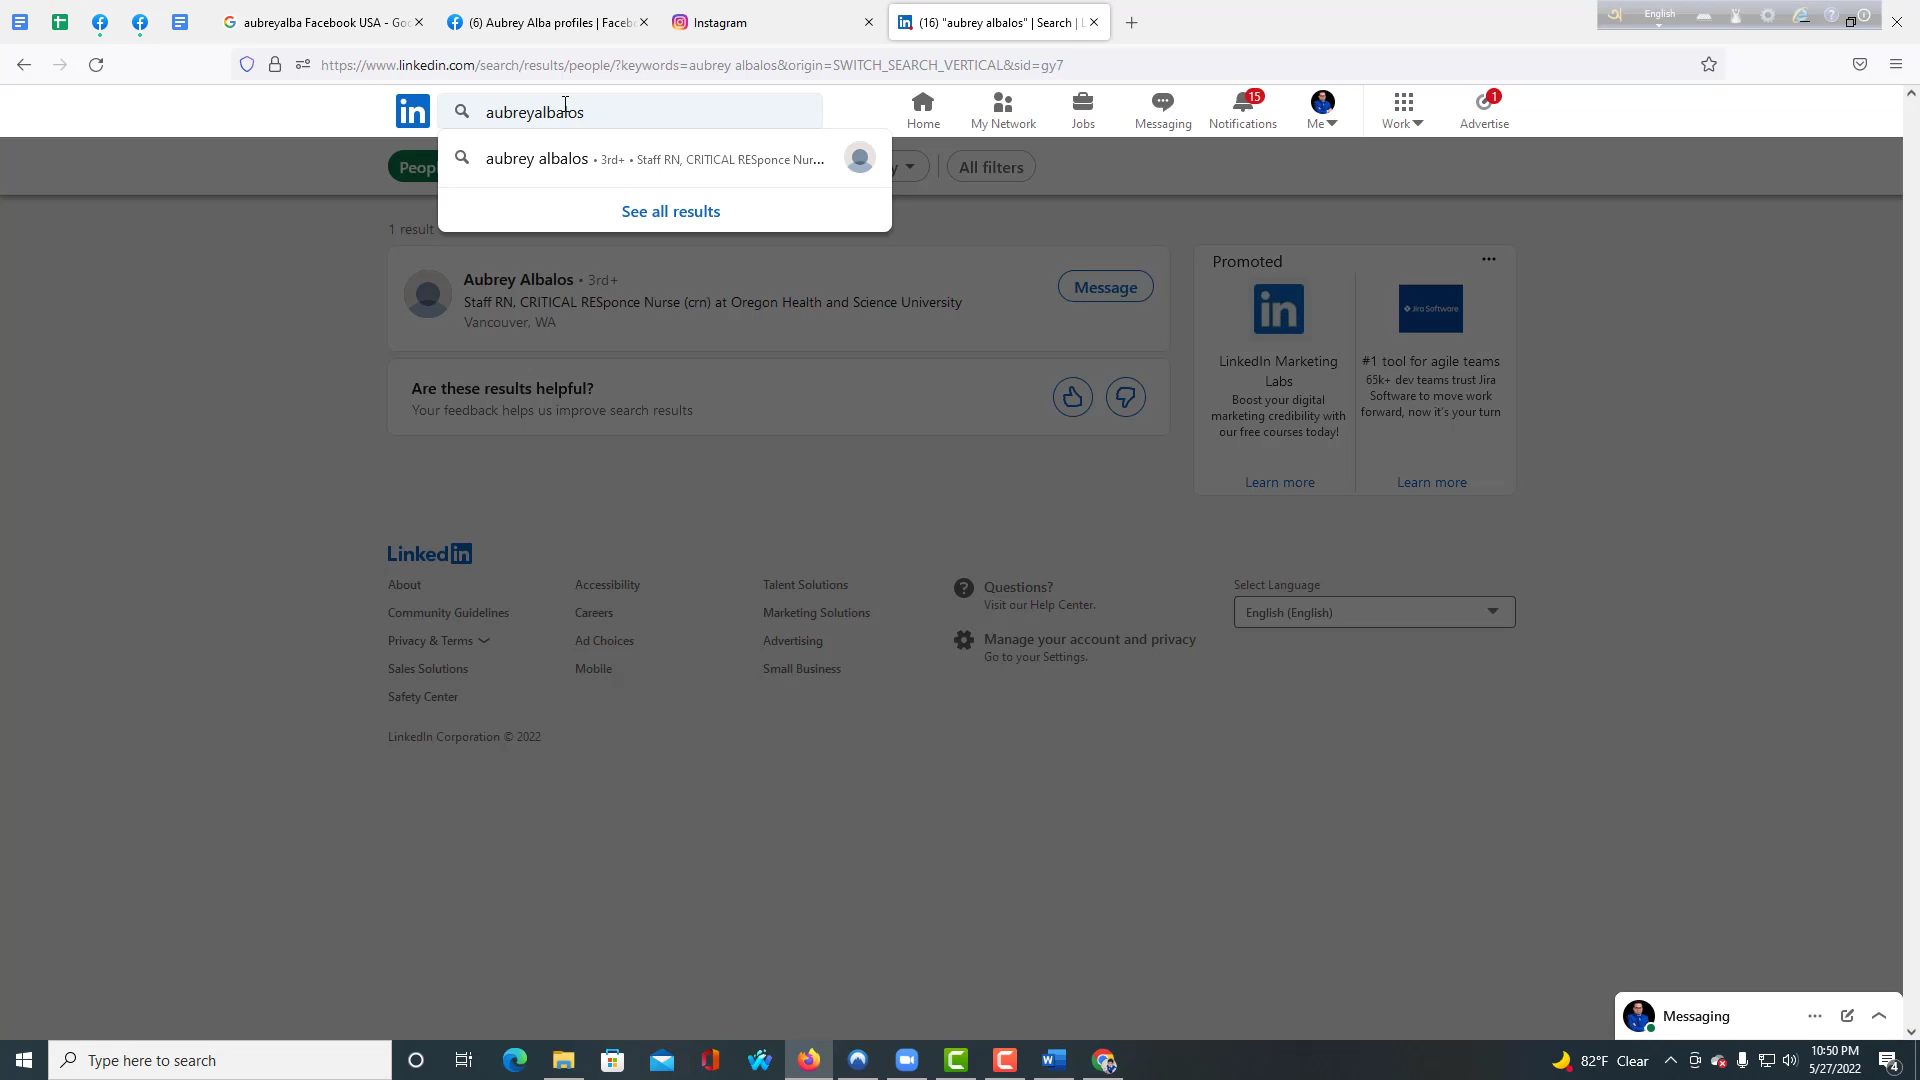 aubreyalba Facebook USA - Goo
(6) Aubrey Alba profiles | Faceb
Instagram
(16) "aubrey albalos" | Search | L
English
https://www.linkedin.com/search/results/people/?keywords=aubrey albalos&origin=SWITCH_SEARCH_VERTICAL&sid=gy7
in
aubreyalbalos
Home
My Network
Jobs
Messaging
15
Notifications
Me
Work
1
Advertise
aubrey albalos • 3rd+ • Staff RN, CRITICAL RESponce Nur...
See all results
Peopl
y
All filters
1 result
Aubrey Albalos • 3rd+
Staff RN, CRITICAL RESponce Nurse (crn) at Oregon Health and Science University
Vancouver, WA
Message
Are these results helpful?
Your feedback helps us improve search results
Promoted
in
LinkedIn Marketing
Labs
Boost your digital
marketing credibility with
our free courses today!
Learn more
Jira Software
#1 tool for agile teams
65k+ dev teams trust Jira
Software to move work
forward, now it's your turn
Learn more
Linkedin
About
Accessibility
Talent Solutions
Community Guidelines
Careers
Marketing Solutions
Privacy & Terms
Ad Choices
Advertising
Sales Solutions
Mobile
Small Business
Safety Center
Questions?
Visit our Help Center.
Manage your account and privacy
Go to your Settings.
Select Language
English (English)
LinkedIn Corporation © 2022
Messaging
Type here to search
82°F Clear
10:50 PM
5/27/2022
4